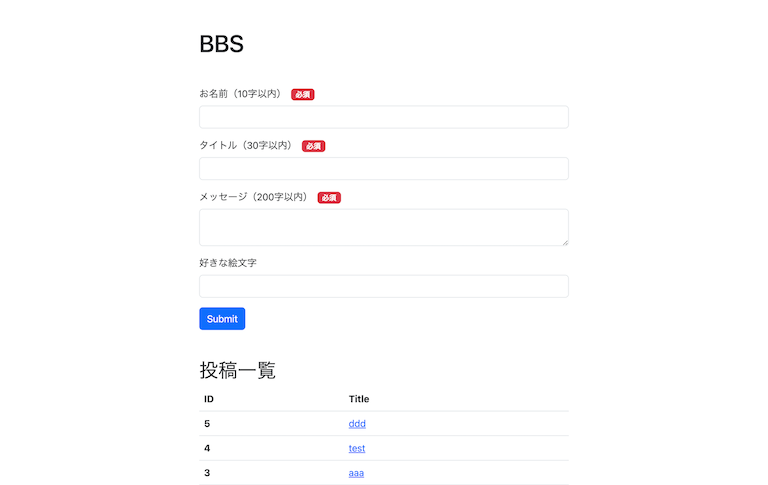 BBS
お名前（10字以内） 必須
タイトル（30字以内） 必須
メッセージ（200字以内） 必須
好きな絵文字
Submit
投稿一覧
ID Title
5 ddd
4 test
3 aaa